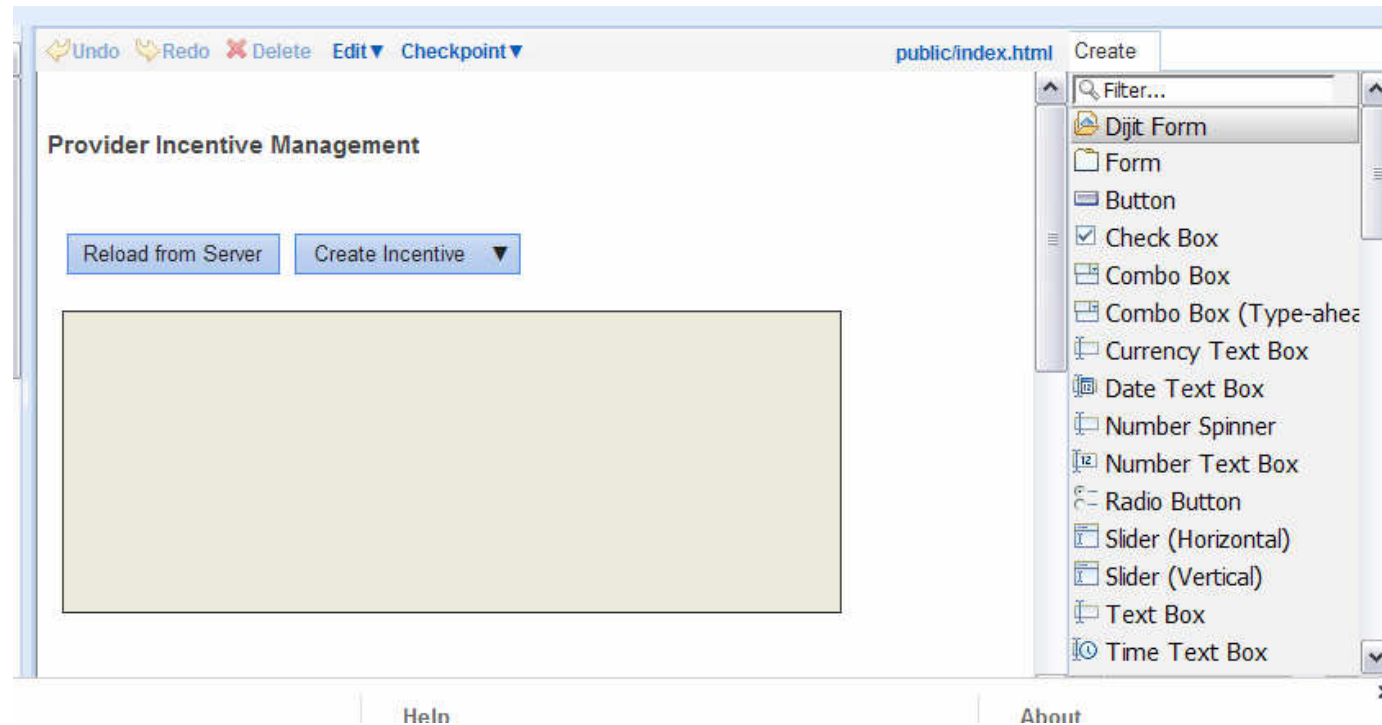 Undo Redo Delete Edit▼ Checkpoint▼ public/index.html Create
Filter...
Dijit Form
Provider Incentive Management
Form
Button
Reload from Server Create Incentive ▼
Check Box
Combo Box
Combo Box (Type-ahea
Currency Text Box
Date Text Box
Number Spinner
Number Text Box
Radio Button
Slider (Horizontal)
Slider (Vertical)
Text Box
Time Text Box
Help About